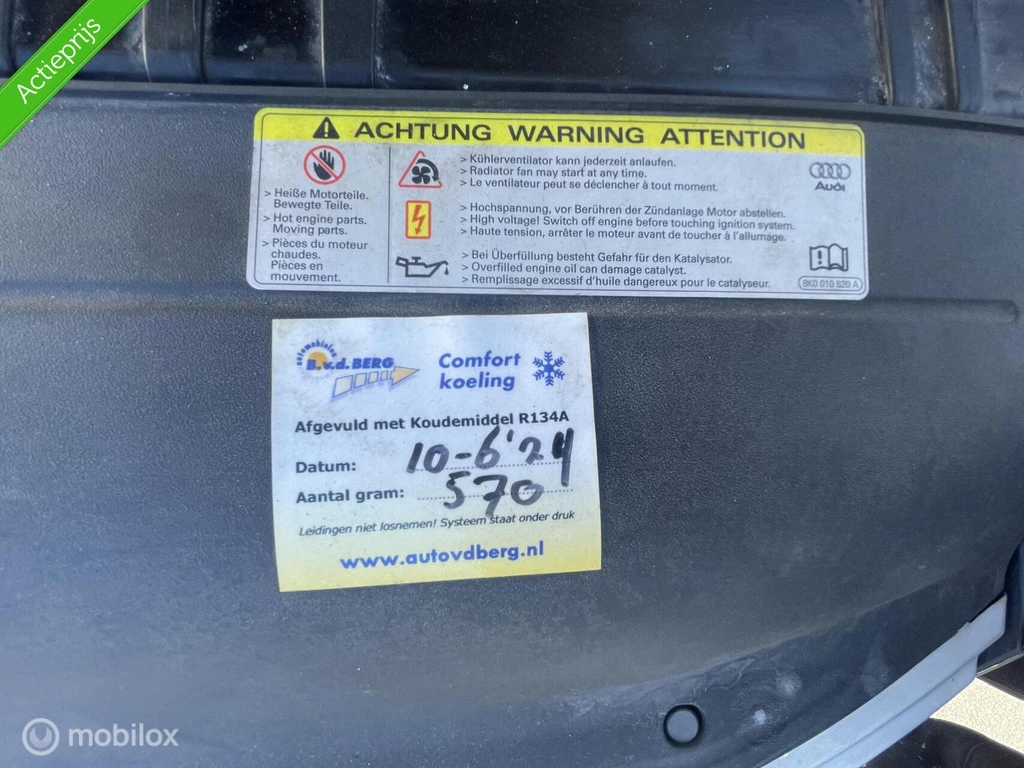 Actieprijs
ACHTUNG WARNING ATTENTION
> Heiße Motorteile.
Bewegte Teile.
> Hot engine parts.
Moving parts.
> Pièces du moteur
chaudes.
Pièces en
mouvement.
> Kühlerventilator kann jederzeit anlaufen.
> Radiator fan may start at any time.
> Le ventilateur peut se déclencher à tout moment.
> Hochspannung, vor Berühren der Zündanlage Motor abstellen.
> High voltage! Switch off engine before touching ignition system.
> Haute tension, arrêter le moteur avant de toucher à l'allumage.
> Bei Überfüllung besteht Gefahr für den Katalysator.
> Overfilled engine oil can damage catalyst.
> Remplissage excessif d'huile dangereux pour le catalyseur.
Audi
8K0 010 520 A
automobielen
B.v.d.BERG
Comfort
koeling
Afgevuld met Koudemiddel R134A
Datum: 10-6'24
Aantal gram: 570
Leidingen niet losnemen! Systeem staat onder druk
www.autovdberg.nl
mobilox